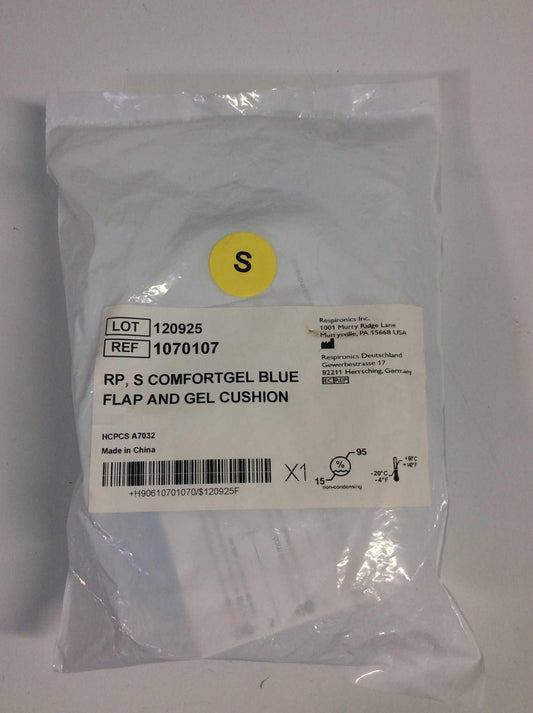 S
LOT 120925
REF 1070107
RP, S COMFORTGEL BLUE
FLAP AND GEL CUSHION
HCPCS A7032
Made in China
+H90610701070/$120925F
X1
Respironics Inc.
1001 Murry Ridge Lane
Murrysville, PA 15668 USA
Respironics Deutschland
Gewerbestrasse 17
82211 Herrsching, Germany
EC REP
95
%
15
non-condensing
+60°C
+140°F
-20°C
-4°F